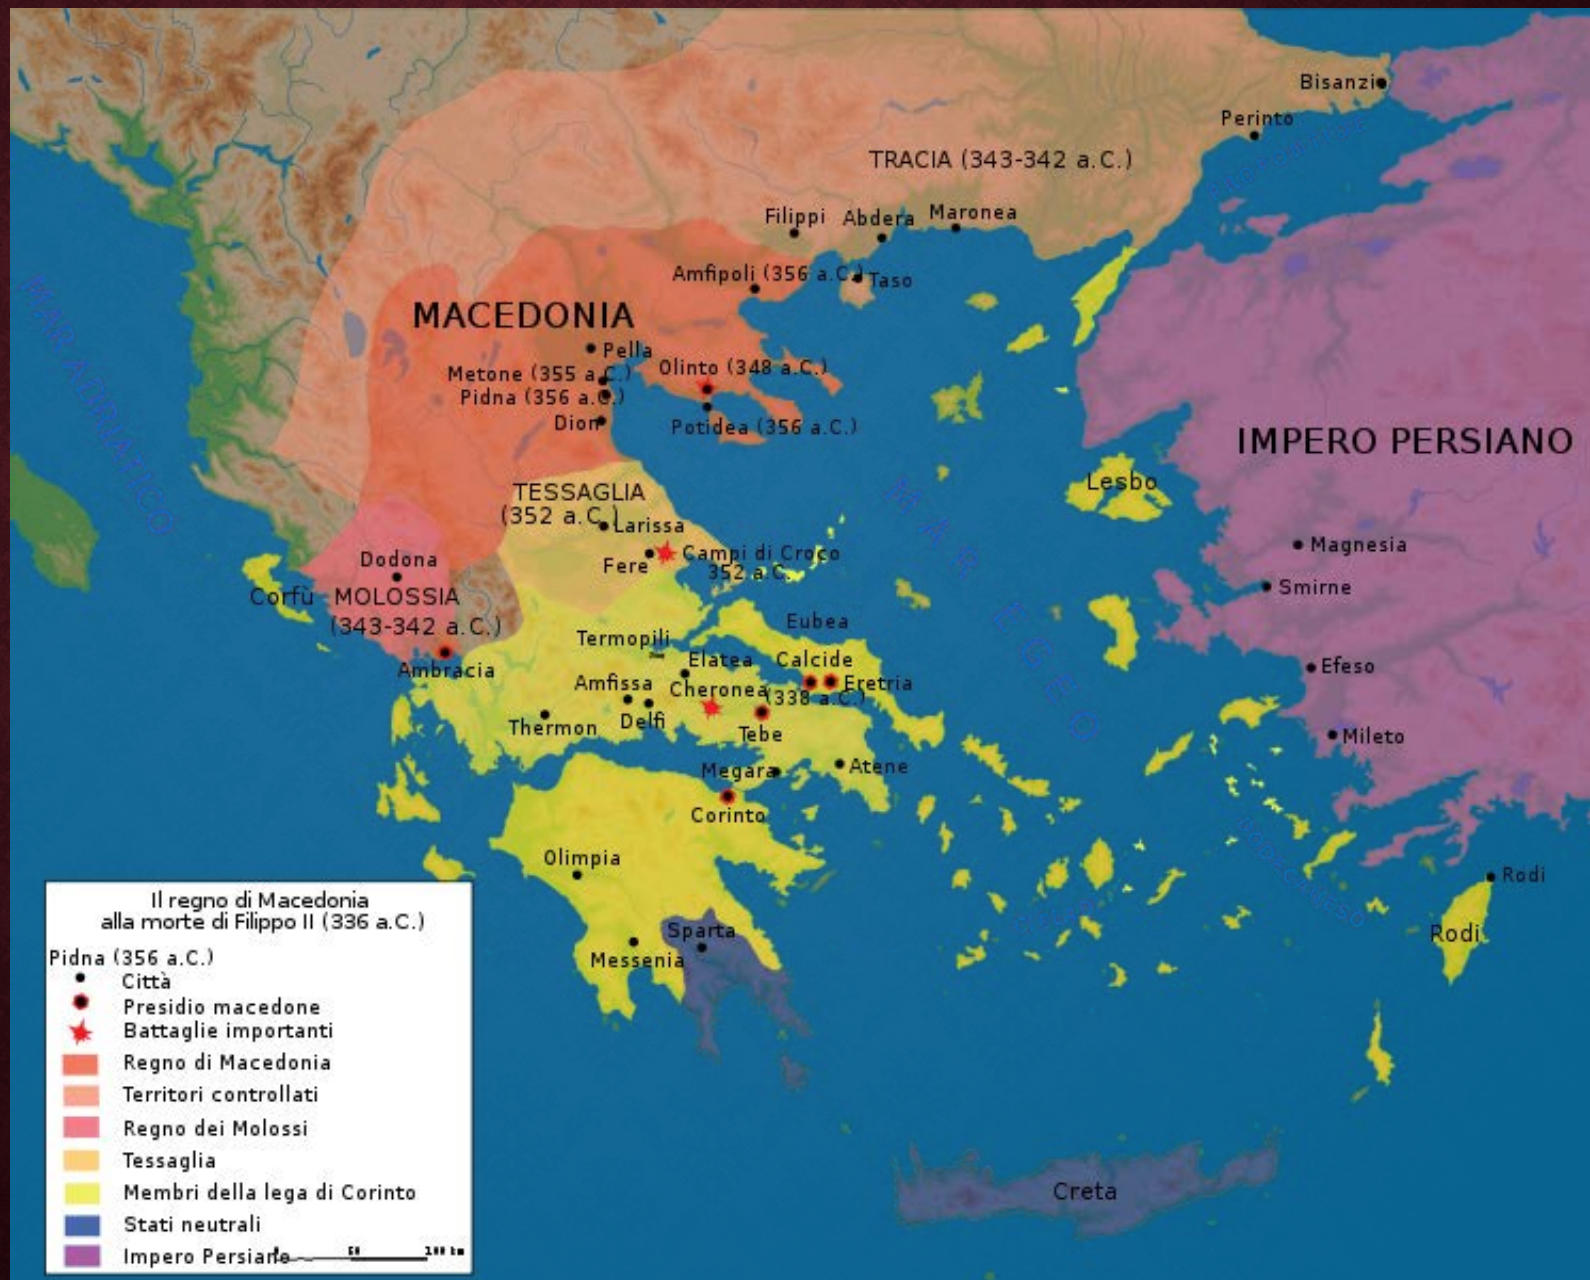 Bisanzio
Perinto
TRACIA (343-342 a.C.)
Filippi
Abdera
Maronea
Amfipoli (356 a.C.)
Taso
MACEDONIA
Pella
Metone (355 a.C.)
Olinto (348 a.C.)
Pidna (356 a.C.)
Dion
Potidea (356 a.C.)
MAR ADRIATICO
IMPERO PERSIANO
TESSAGLIA
(352 a.C.)
Larissa
Lesbo
MAR EGEO
Fere
Campi di Croco
352 a.C.
Magnesia
Smirne
Dodona
Corfù
MOLOSSIA
(343-342 a.C.)
Ambracia
Eubea
Termopili
Elatea
Calcide
Eretria
Efeso
Amfissa
Cheronea
(338 a.C.)
Delfi
Thermon
Tebe
Mileto
Megara
Atene
Corinto
Olimpia
Rodi
Rodi
Sparta
Messenia
Creta
Il regno di Macedonia
alla morte di Filippo II (336 a.C.)
Pidna (356 a.C.)
Città
Presidio macedone
Battaglie importanti
Regno di Macedonia
Territori controllati
Regno dei Molossi
Tessaglia
Membri della lega di Corinto
Stati neutrali
Impero Persiano